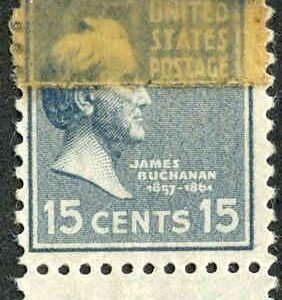 UNITED
STATES
POSTAGE
JAMES
BUCHANAN
1857-1861
15 CENTS 15